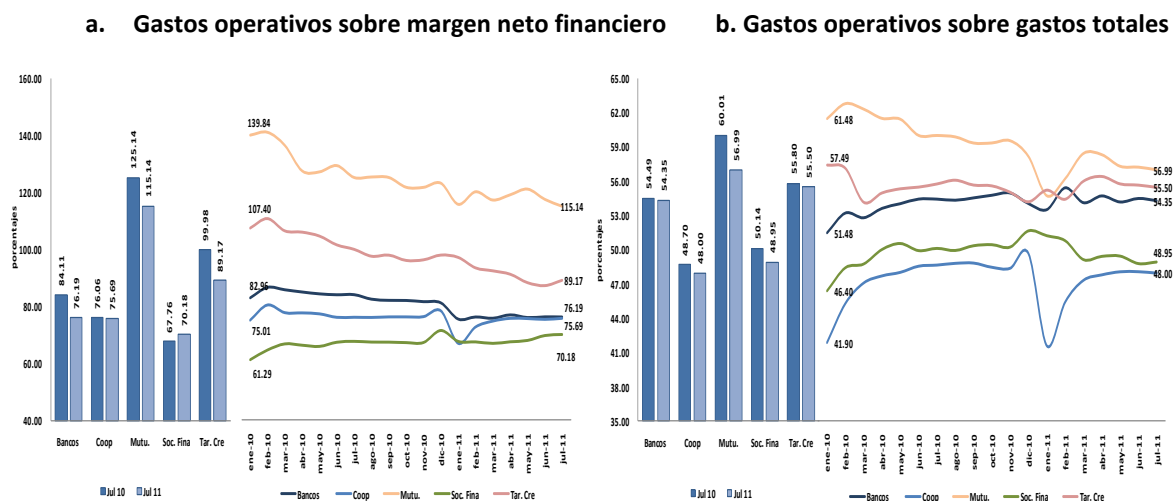 a. Gastos operativos sobre margen neto financiero
porcentajes
160.00
140.00
120.00
100.00
80.00
60.00
40.00
84.11
76.19
76.06
75.69
125.14
115.14
67.76
70.18
99.98
89.17
Bancos
Coop
Mutu.
Soc. Fina
Tar. Cre
Jul 10
Jul 11
139.84
107.40
82.96
75.01
61.29
115.14
89.17
76.19
75.69
70.18
ene-10
feb-10
mar-10
abr-10
may-10
jun-10
jul-10
ago-10
sep-10
oct-10
nov-10
dic-10
ene-11
feb-11
mar-11
abr-11
may-11
jun-11
jul-11
Bancos
Coop
Mutu.
Soc. Fina
Tar. Cre
b. Gastos operativos sobre gastos totales
porcentajes
65.00
62.00
59.00
56.00
53.00
50.00
47.00
44.00
41.00
38.00
35.00
54.49
54.35
48.70
48.00
60.01
56.99
50.14
48.95
55.80
55.50
Bancos
Coop
Mutu.
Soc. Fina
Tar. Cre
Jul 10
Jul 11
61.48
57.49
51.48
46.40
41.90
56.99
55.50
54.35
48.95
48.00
ene-10
feb-10
mar-10
abr-10
may-10
jun-10
jul-10
ago-10
sep-10
oct-10
nov-10
dic-10
ene-11
feb-11
mar-11
abr-11
may-11
jun-11
jul-11
Bancos
Coop
Mutu.
Soc. Fina
Tar. Cre